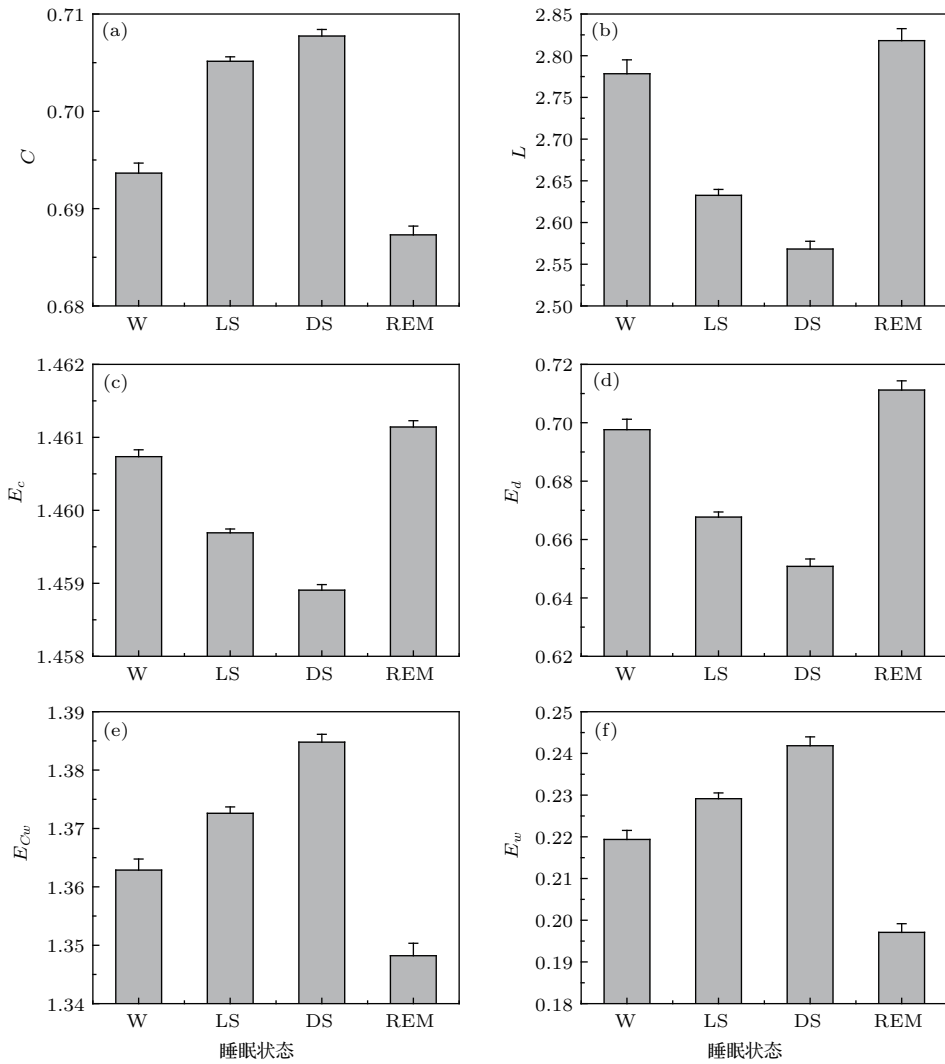 (a)
0.71
0.70
0.69
0.68
C
W LS DS REM
(b)
2.85
2.80
2.75
2.70
2.65
2.60
2.55
2.50
L
W LS DS REM
(c)
1.462
1.461
1.460
1.459
1.458
E_c
W LS DS REM
(d)
0.72
0.70
0.68
0.66
0.64
0.62
E_d
W LS DS REM
(e)
1.39
1.38
1.37
1.36
1.35
1.34
E_{Cw}
W LS DS REM
睡眠状态
(f)
0.25
0.24
0.23
0.22
0.21
0.20
0.19
0.18
E_w
W LS DS REM
睡眠状态